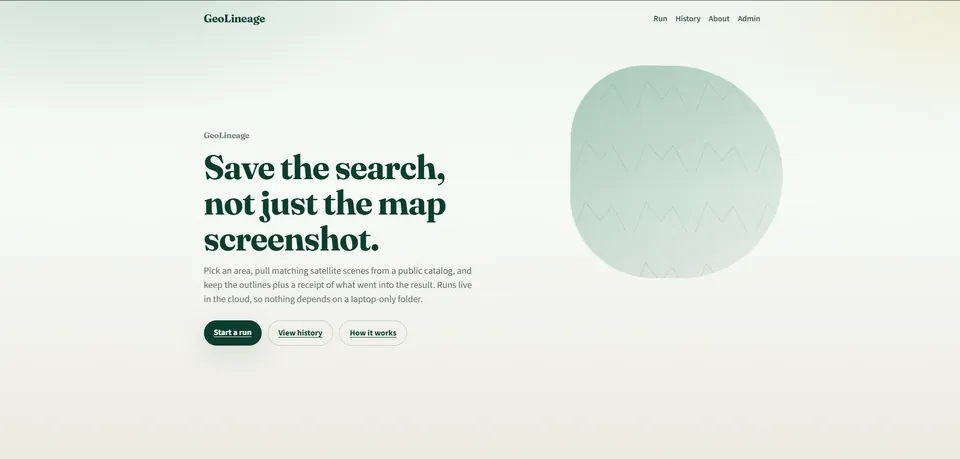 GeoLineage
Run History About Admin
GeoLineage
Save the search,
not just the map
screenshot.
Pick an area, pull matching satellite scenes from a public catalog, and
keep the outlines plus a receipt of what went into the result. Runs live
in the cloud, so nothing depends on a laptop-only folder.
Start a run View history How it works